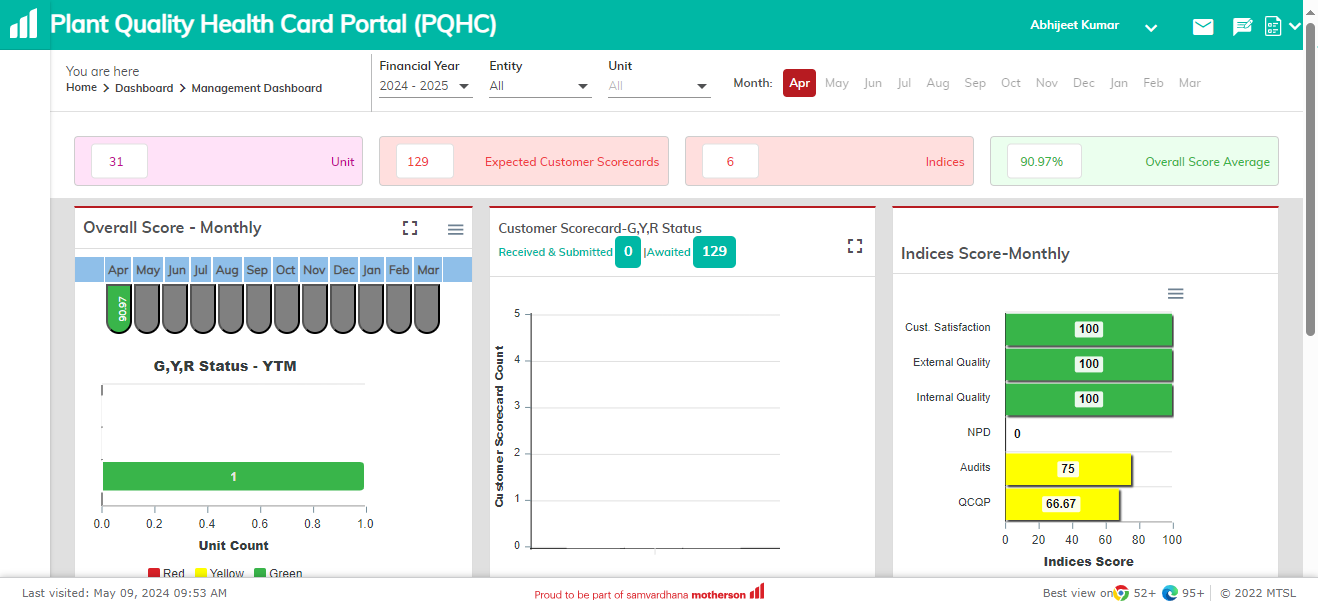 Plant Quality Health Card Portal (PQHC)
Abhijeet Kumar
You are here
Home > Dashboard > Management Dashboard
Financial Year
2024 - 2025
Entity
All
Unit
All
Month: Apr May Jun Jul Aug Sep Oct Nov Dec Jan Feb Mar
31 Unit
129 Expected Customer Scorecards
6 Indices
90.97% Overall Score Average
Overall Score - Monthly
Apr May Jun Jul Aug Sep Oct Nov Dec Jan Feb Mar
90.97
G,Y,R Status - YTM
1
0.0 0.2 0.4 0.6 0.8 1.0
Unit Count
Red Yellow Green
Customer Scorecard-G,Y,R Status
Received & Submitted 0 |Awaited 129
Customer Scorecard Count
5
4
3
2
1
0
Indices Score-Monthly
Cust. Satisfaction 100
External Quality 100
Internal Quality 100
NPD 0
Audits 75
QCQP 66.67
0 20 40 60 80 100
Indices Score
Last visited: May 09, 2024 09:53 AM
Proud to be part of samvardhana motherson
Best view on 52+ 95+ | © 2022 MTSL